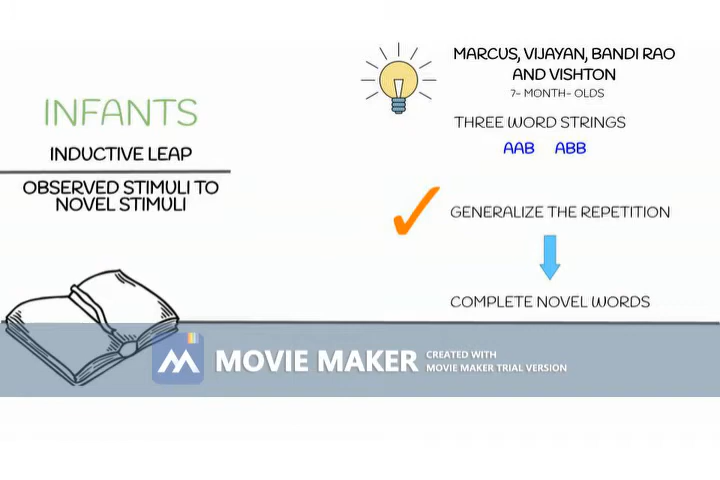 INFANTS
INDUCTIVE LEAP
OBSERVED STIMULI TO
NOVEL STIMULI
MARCUS, VIJAYAN, BANDI RAO
AND VISHTON
7- MONTH- OLDS
THREE WORD STRINGS
AAB ABB
GENERALIZE THE REPETITION
COMPLETE NOVEL WORDS
MOVIE MAKER
CREATED WITH
MOVIE MAKER TRIAL VERSION